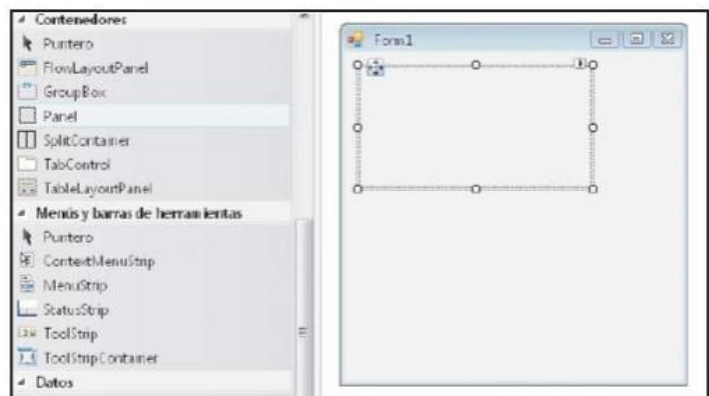 Contenedores
Puntero
FlowLayoutPanel
GroupBox
Panel
SplitContainer
TabControl
TableLayoutPanel
Menús y barras de herramientas
Puntero
ContextMenuStrip
MenuStrip
StatusStrip
ToolStrip
ToolStripContainer
Datos
Form1